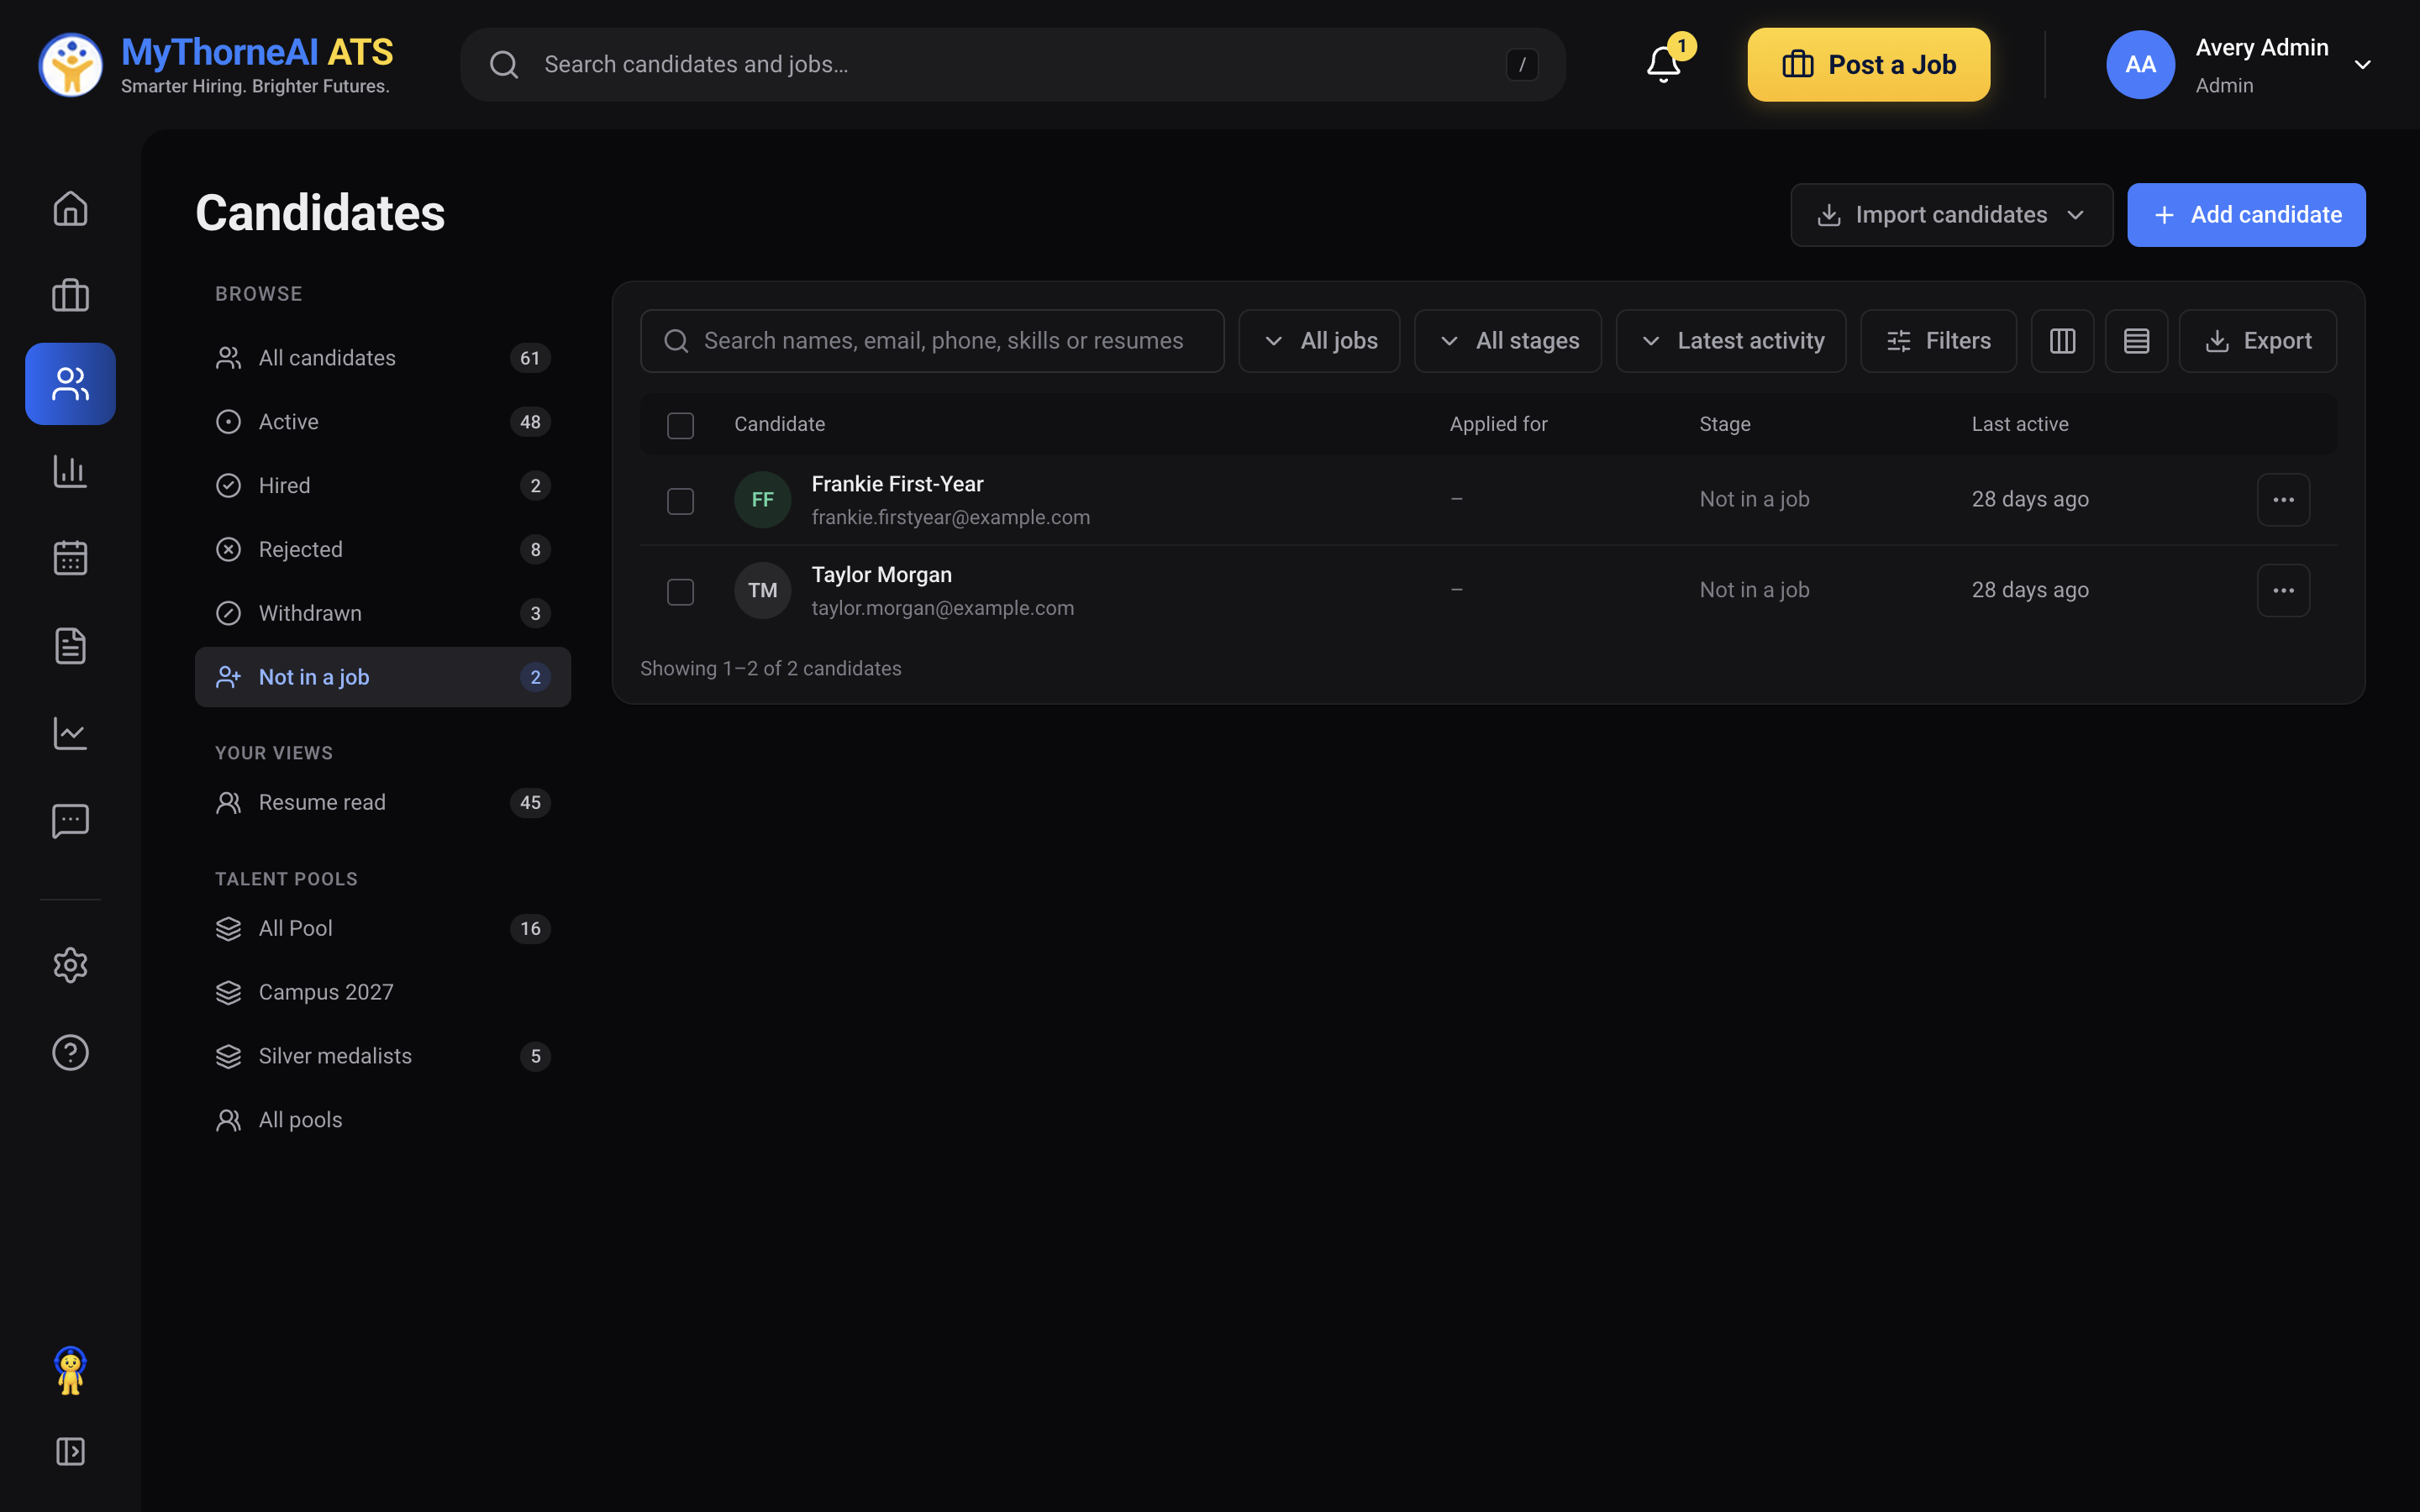 MyThorneAI ATS
Smarter Hiring. Brighter Futures.
Search candidates and jobs...
/
1
Post a Job
AA
Avery Admin
Admin
Candidates
Import candidates
Add candidate
BROWSE
All candidates 61
Active 48
Hired 2
Rejected 8
Withdrawn 3
Not in a job 2
YOUR VIEWS
Resume read 45
TALENT POOLS
All Pool 16
Campus 2027
Silver medalists 5
All pools
Search names, email, phone, skills or resumes
All jobs
All stages
Latest activity
Filters
Export
Candidate Applied for Stage Last active
FF Frankie First-Year – Not in a job 28 days ago
frankie.firstyear@example.com
TM Taylor Morgan – Not in a job 28 days ago
taylor.morgan@example.com
Showing 1–2 of 2 candidates